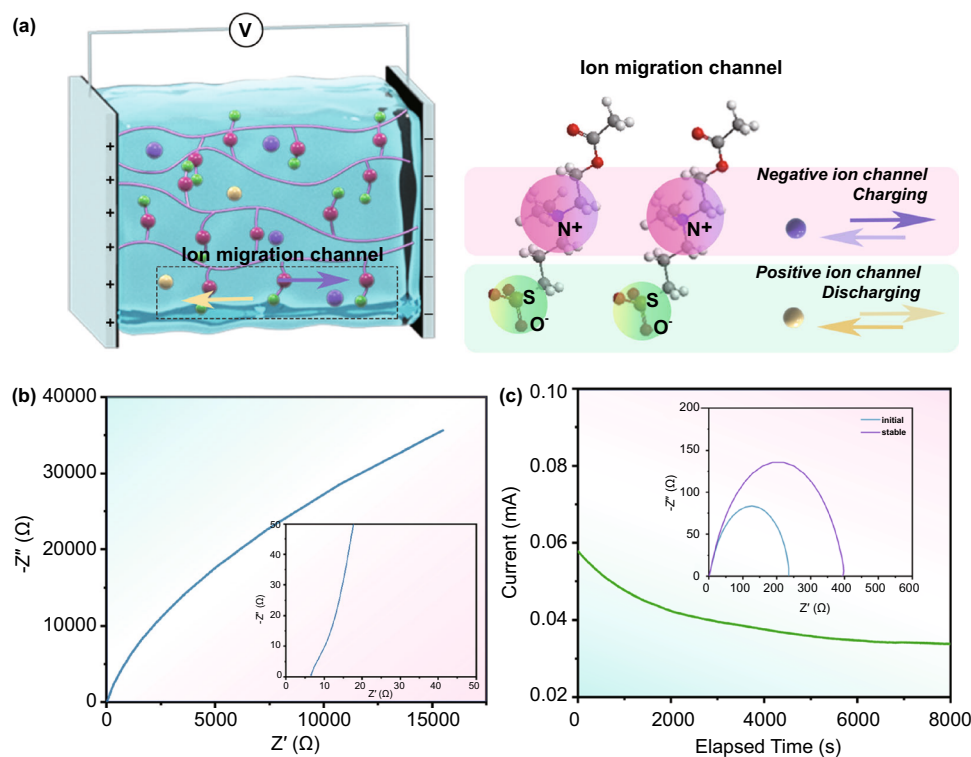 (a)
V
+
+
+
+
+
+
−
−
−
−
−
−
Ion migration channel
Ion migration channel
N+
N+
S
O-
S
O-
Negative ion channel
Charging
Positive ion channel
Discharging
(b)
40000
30000
20000
10000
0
-Z″ (Ω)
0
5000
10000
15000
Z′ (Ω)
50
40
30
20
10
0
-Z″ (Ω)
0
10
20
30
40
50
Z′ (Ω)
(c)
0.10
0.08
0.06
0.04
0.02
Current (mA)
0
2000
4000
6000
8000
Elapsed Time (s)
200
150
100
50
0
-Z″ (Ω)
0
100
200
300
400
500
600
Z′ (Ω)
initial
stable